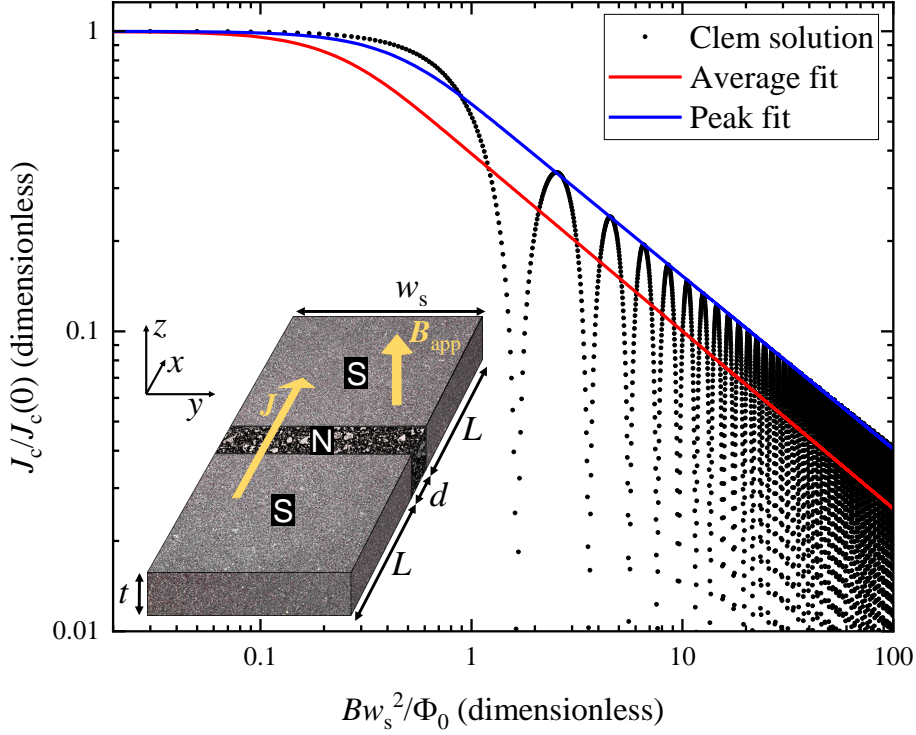 Clem solution
Average fit
Peak fit
J_c/J_c(0) (dimensionless)
1
0.1
0.01
w_s
z
x
y
B_app
S
J
N
L
d
S
L
t
0.1
1
10
100
Bw_s^2/Φ_0 (dimensionless)